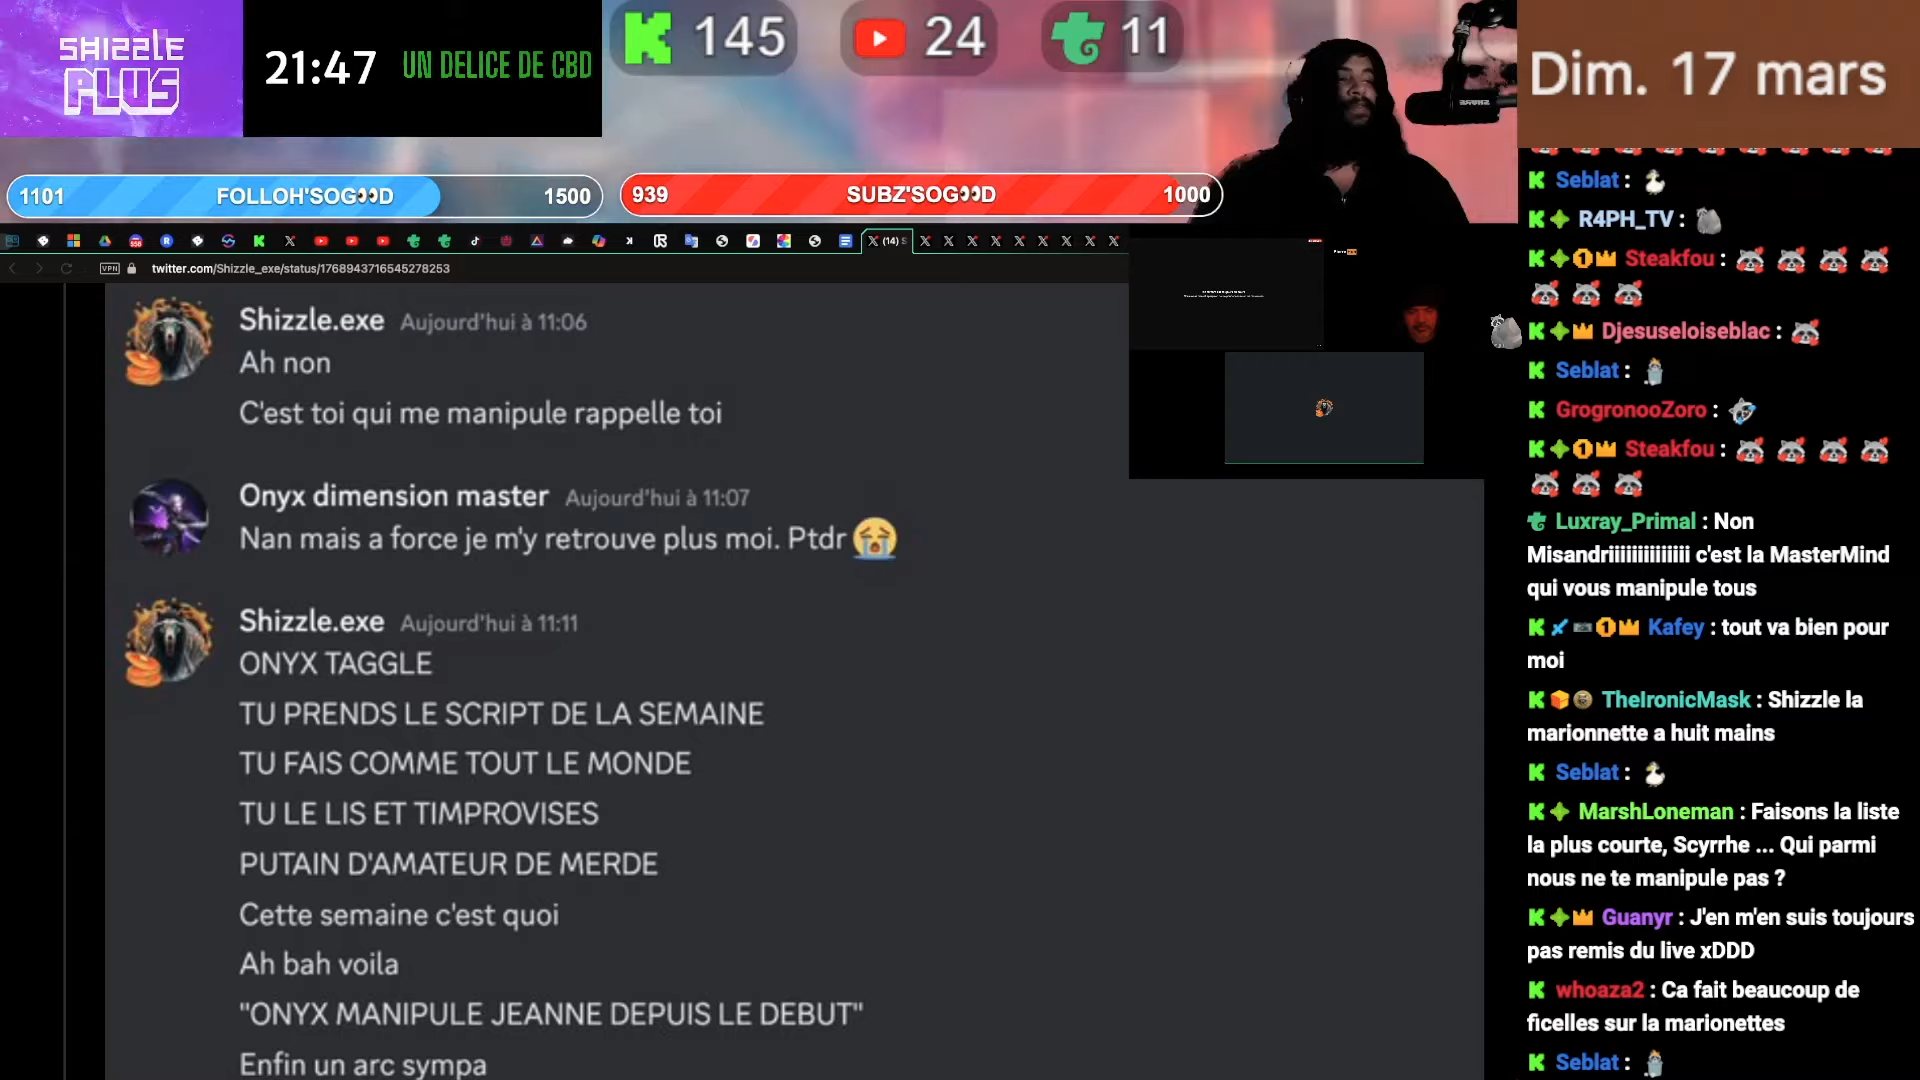 SHIZZLE
PLUS
21:47
UN DELICE DE CBD
145
24
11
Dim. 17 mars
1101
FOLLOH'SOG👀D
1500
939
SUBZ'SOG👀D
1000
(14) S
VPN
twitter.com/Shizzle_exe/status/1768943716545278253
Shizzle.exe Aujourd'hui à 11:06
Ah non
C'est toi qui me manipule rappelle toi
Onyx dimension master Aujourd'hui à 11:07
Nan mais a force je m'y retrouve plus moi. Ptdr 😭
Shizzle.exe Aujourd'hui à 11:11
ONYX TAGGLE
TU PRENDS LE SCRIPT DE LA SEMAINE
TU FAIS COMME TOUT LE MONDE
TU LE LIS ET TIMPROVISES
PUTAIN D'AMATEUR DE MERDE
Cette semaine c'est quoi
Ah bah voila
"ONYX MANIPULE JEANNE DEPUIS LE DEBUT"
Enfin un arc sympa
Seblat :
R4PH_TV :
Steakfou :
Djesuseloiseblac :
Seblat :
GrogronooZoro :
Steakfou :
Luxray_Primal : Non
Misandriiiiiiiiiiiiii c'est la MasterMind
qui vous manipule tous
Kafey : tout va bien pour
moi
TheIronicMask : Shizzle la
marionnette a huit mains
Seblat :
MarshLoneman : Faisons la liste
la plus courte, Scyrrhe ... Qui parmi
nous ne te manipule pas ?
Guanyr : J'en m'en suis toujours
pas remis du live xDDD
whoaza2 : Ca fait beaucoup de
ficelles sur la marionettes
Seblat :